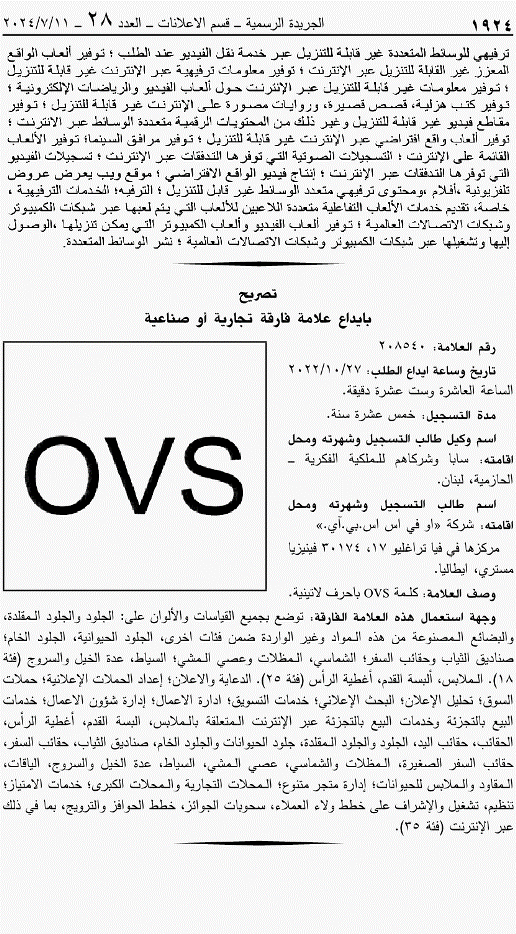 ١٩٢٤ الجريدة الرسمية ـ قسم الاعلانات ـ العدد ٢٨ ـ ٢٠٢٤/٧/١١
ترفيهي للوسائط المتعددة غير قابلة للتنزيل عبر خدمة نقل الفيديو عند الطلب ؛ توفير ألعاب الواقع
المعزز غير القابلة للتنزيل عبر الإنترنت ؛ توفير معلومات ترفيهية عبر الإنترنت غير قابلة للتنزيل
؛ توفير معلومات غير قابلة للتنزيل عبر الإنترنت حول ألعاب الفيديو والرياضات الإلكترونية ؛
توفير كتب هزلية، قصص قصيرة، وروايات مصورة على الإنترنت غير قابلة للتنزيل ؛ توفير
مقاطع فيديو غير قابلة للتنزيل وغير ذلك من المحتويات الرقمية متعددة الوسائط عبر الانترنت ؛
توفير ألعاب واقع افتراضي عبر الإنترنت غير قابلة للتنزيل ؛ توفير مرافق السينما؛ توفير الألعاب
القائمة على الإنترنت ؛ التسجيلات الصوتية التي توفرها التدفقات عبر الإنترنت ؛ تسجيلات الفيديو
التي توفرها التدفقات عبر الإنترنت ؛ إنتاج فيديو الواقع الافتراضي ؛ موقع ويب يعرض عروض
تلفزيونية ،أفلام ،ومحتوى ترفيهي متعدد الوسائط غير قابل للتنزيل ؛ الترفيه؛ الخدمات الترفيهية ،
خاصة، تقديم خدمات الألعاب التفاعلية متعددة اللاعبين للألعاب التي يتم لعبها عبر شبكات الكمبيوتر
وشبكات الاتصالات العالمية ؛ توفير ألعاب الفيديو وألعاب الكمبيوتر التي يمكن تنزيلها ،الوصول
إليها وتشغيلها عبر شبكات الكمبيوتر وشبكات الاتصالات العالمية ؛ نشر الوسائط المتعددة.
تصريح
بايداع علامة فارقة تجارية أو صناعية
رقم العلامة: ٢٠٨٥٤٠
تاريخ وساعة ايداع الطلب: ٢٠٢٢/١٠/٢٧
الساعة العاشرة وست عشرة دقيقة.
مدة التسجيل: خمس عشرة سنة.
اسم وكيل طالب التسجيل وشهرته ومحل
اقامته: سابا وشركاهم للملكية الفكرية ـ
الحازمية، لبنان.
اسم طالب التسجيل وشهرته ومحل
اقامته: شركة «او في اس اس.بي.آي.»
مركزها في فيا تراغليو ١٧، ٣٠١٧٤ فينيزيا
مستري، ايطاليا.
وصف العلامة: كلمة OVS باحرف لاتينية.
OVS
وجهة استعمال هذه العلامة الفارقة: توضع بجميع القياسات والألوان على: الجلود والجلود المقلدة،
والبضائع المصنوعة من هذه المواد وغير الواردة ضمن فئات اخرى، الجلود الحيوانية، الجلود الخام؛
صناديق الثياب وحقائب السفر؛ الشماسي، المظلات وعصي المشي؛ السياط، عدة الخيل والسروج (فئة
١٨). الملابس، ألبسة القدم، أغطية الرأس (فئة ٢٥). الدعاية والاعلان؛ إعداد الحملات الإعلانية؛ حملات
السوق؛ تحليل الإعلان؛ البحث الإعلاني؛ خدمات التسويق؛ ادارة الاعمال؛ إدارة شؤون الاعمال؛ خدمات
البيع بالتجزئة وخدمات البيع بالتجزئة عبر الإنترنت المتعلقة بالملابس، البسة القدم، أغطية الرأس،
الحقائب، حقائب اليد، الجلود والجلود المقلدة، جلود الحيوانات والجلود الخام، صناديق الثياب، حقائب السفر،
حقائب السفر الصغيرة، المظلات والشماسي، عصي المشي، السياط، عدة الخيل والسروج، الياقات،
المقاود والملابس للحيوانات؛ إدارة متجر متنوع؛ المحلات التجارية والمحلات الكبرى؛ خدمات الامتياز؛
تنظيم، تشغيل والإشراف على خطط ولاء العملاء، سحوبات الجوائز، خطط الحوافز والترويج، بما في ذلك
عبر الإنترنت (فئة ٣٥).